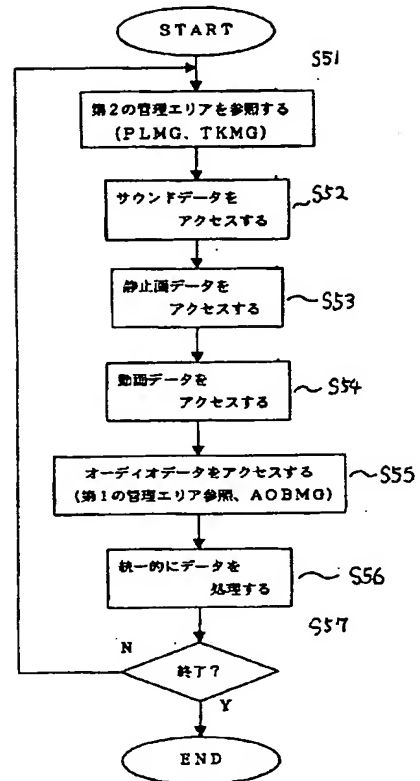 START
S51
第2の管理エリアを参照する
(PLMG、TKMG)
サウンドデータを
アクセスする
S52
静止画データを
アクセスする
S53
動画データを
アクセスする
S54
オーディオデータをアクセスする
(第1の管理エリア参照、AOBMG)
S55
統一的にデータを
処理する
S56
S57
N
終了?
Y
END